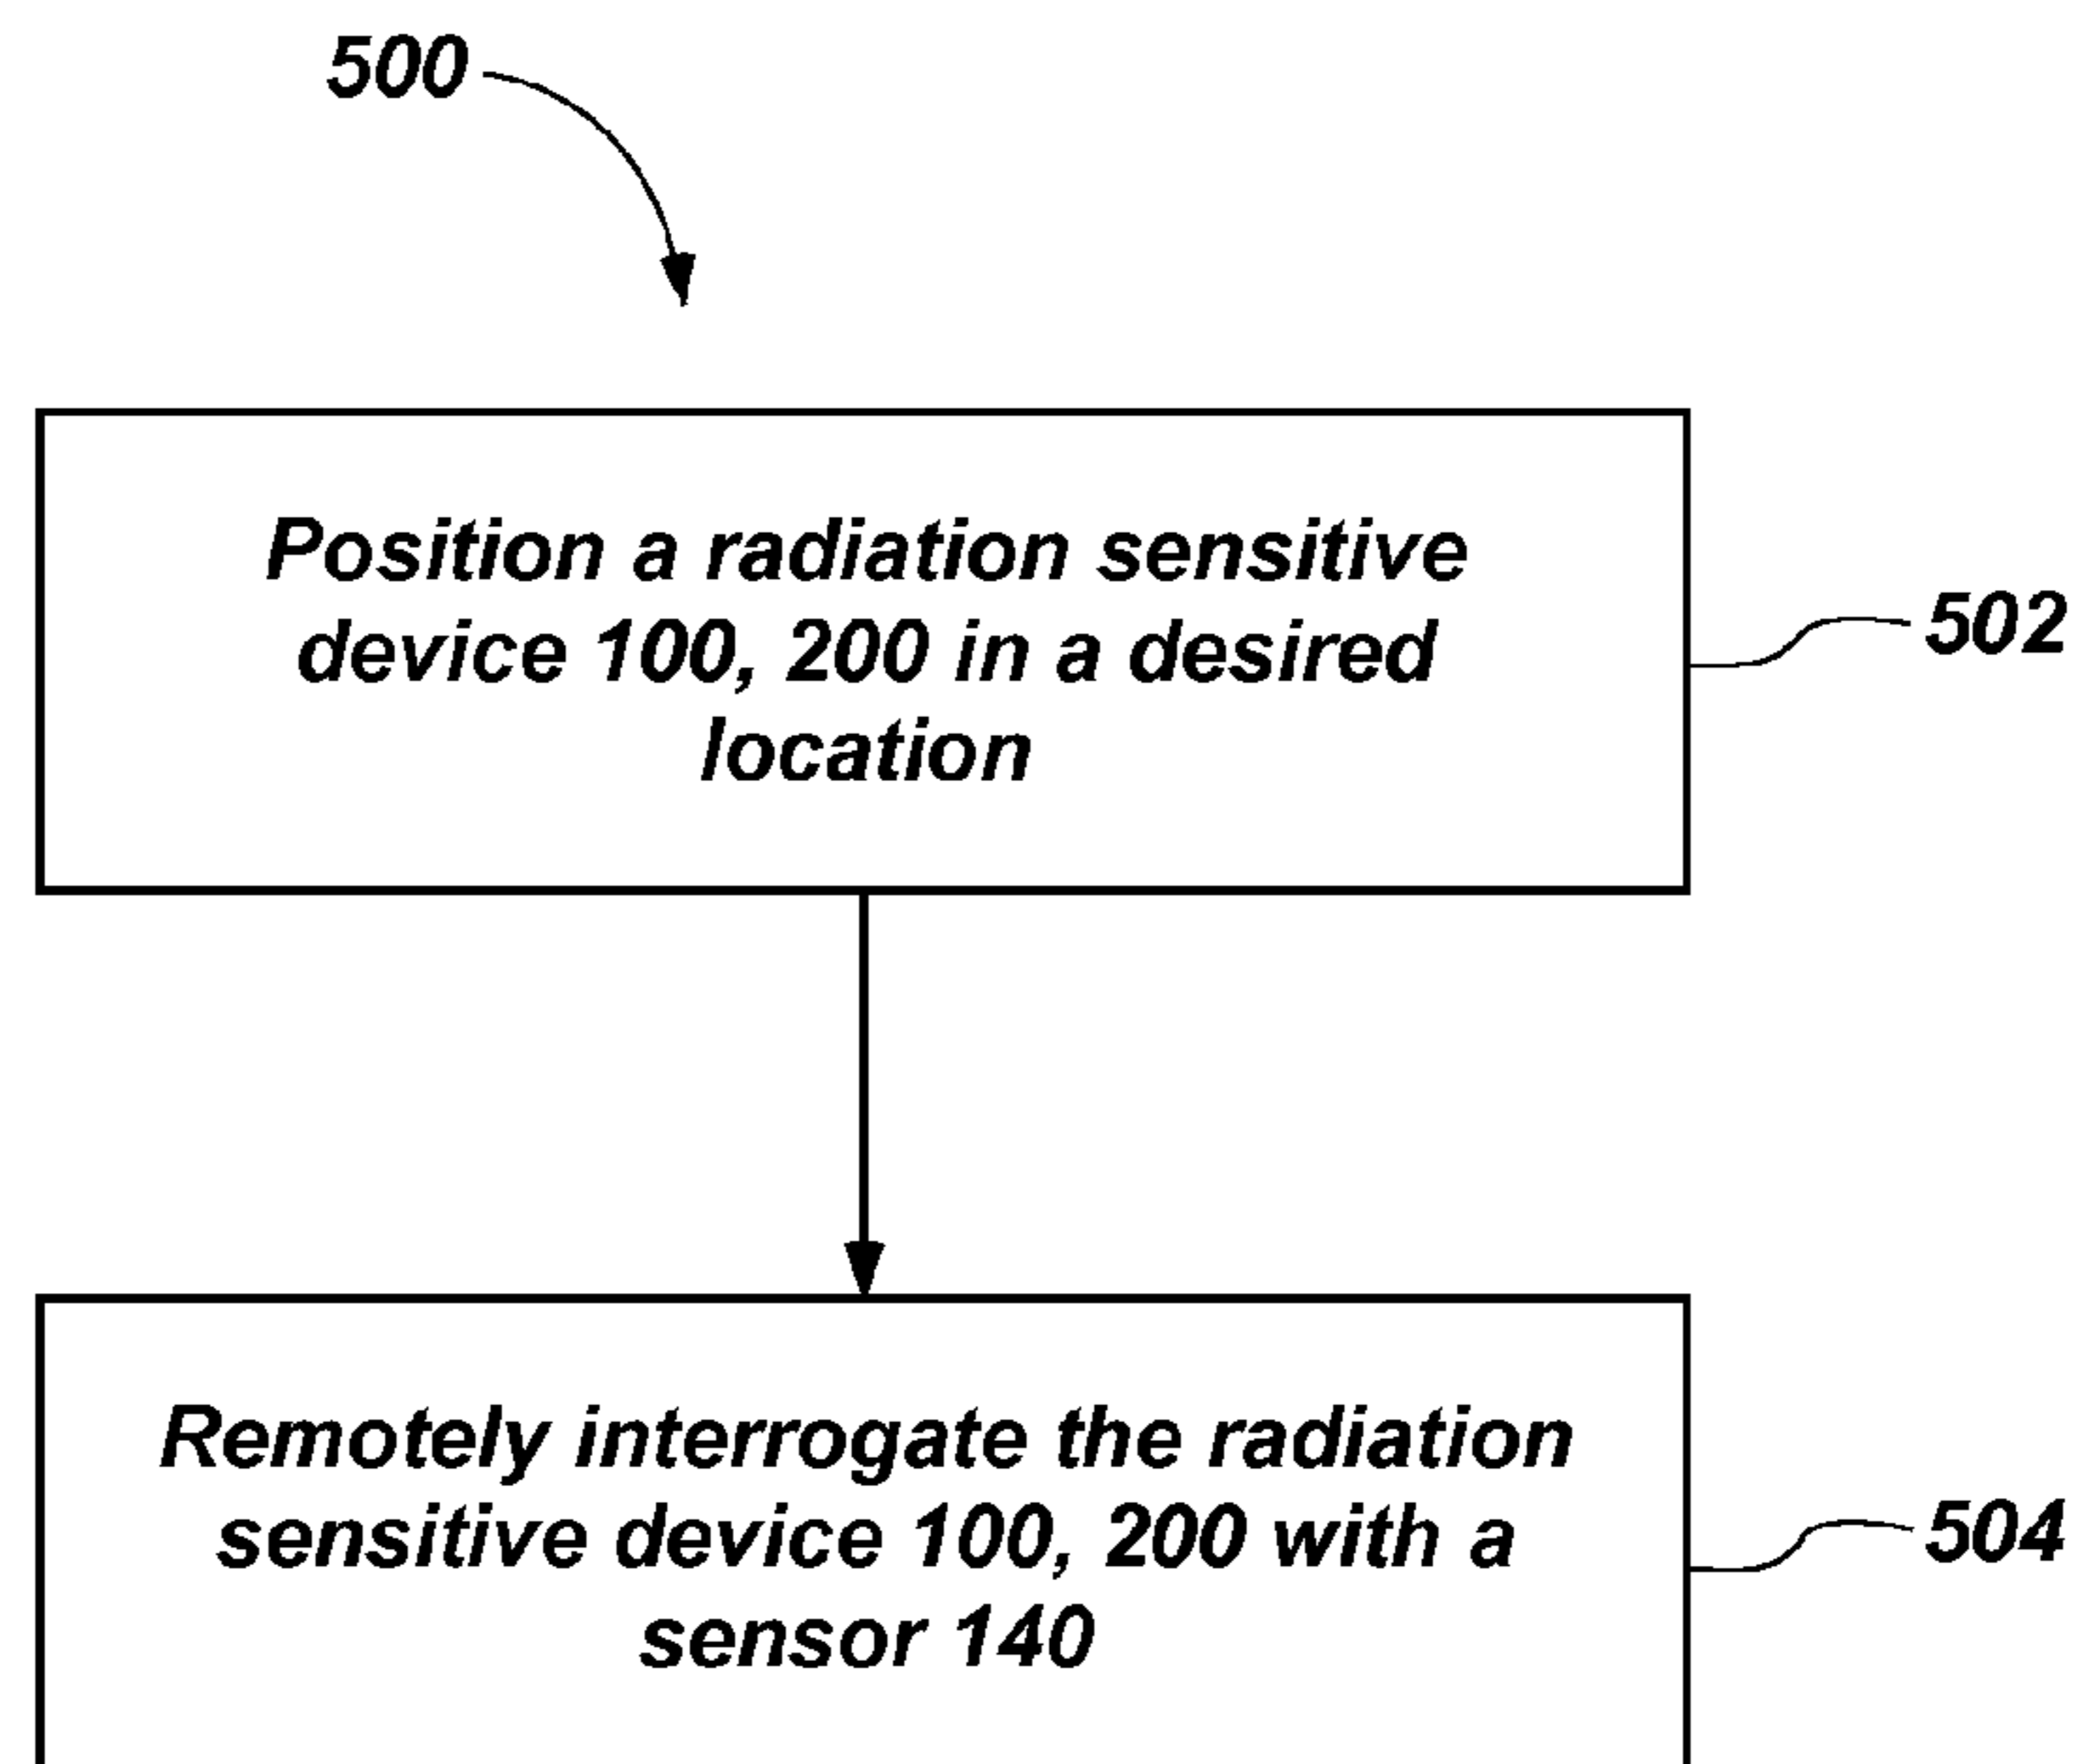 500
Position a radiation sensitive
device 100, 200 in a desired
location
502
Remotely interrogate the radiation
sensitive device 100, 200 with a
sensor 140
504